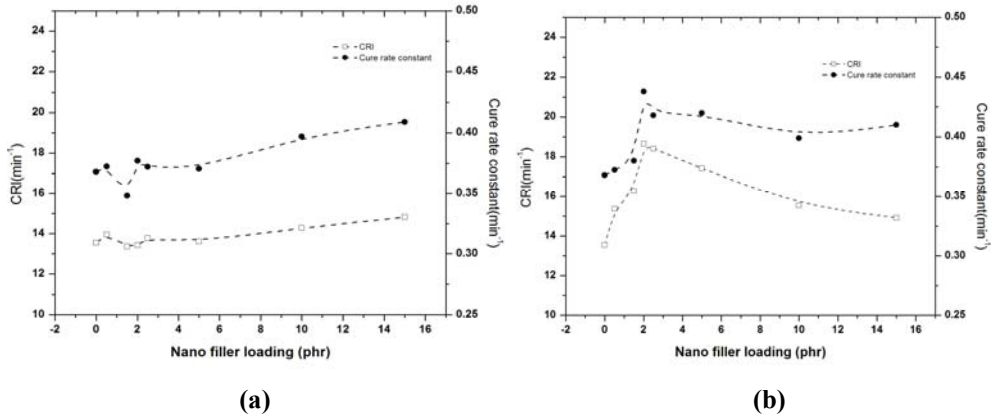 24
22
20
18
16
14
12
10
CRI(min-1)
0.50
0.45
0.40
0.35
0.30
0.25
Cure rate constant(min-1)
CRI
Cure rate constant
-2 0 2 4 6 8 10 12 14 16
Nano filler loading (phr)
(a)
24
22
20
18
16
14
12
10
CRI(min-1)
0.50
0.45
0.40
0.35
0.30
0.25
Cure rate constant(min-1)
CRI
Cure rate constant
-2 0 2 4 6 8 10 12 14 16
Nano filler loading (phr)
(b)